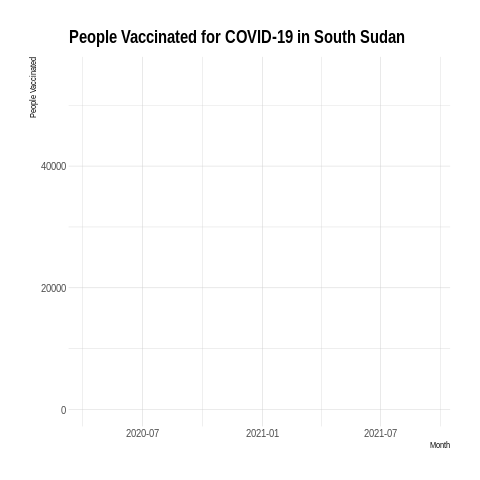 People Vaccinated for COVID-19 in South Sudan
People Vaccinated
40000
20000
0
2020-07
2021-01
2021-07
Month